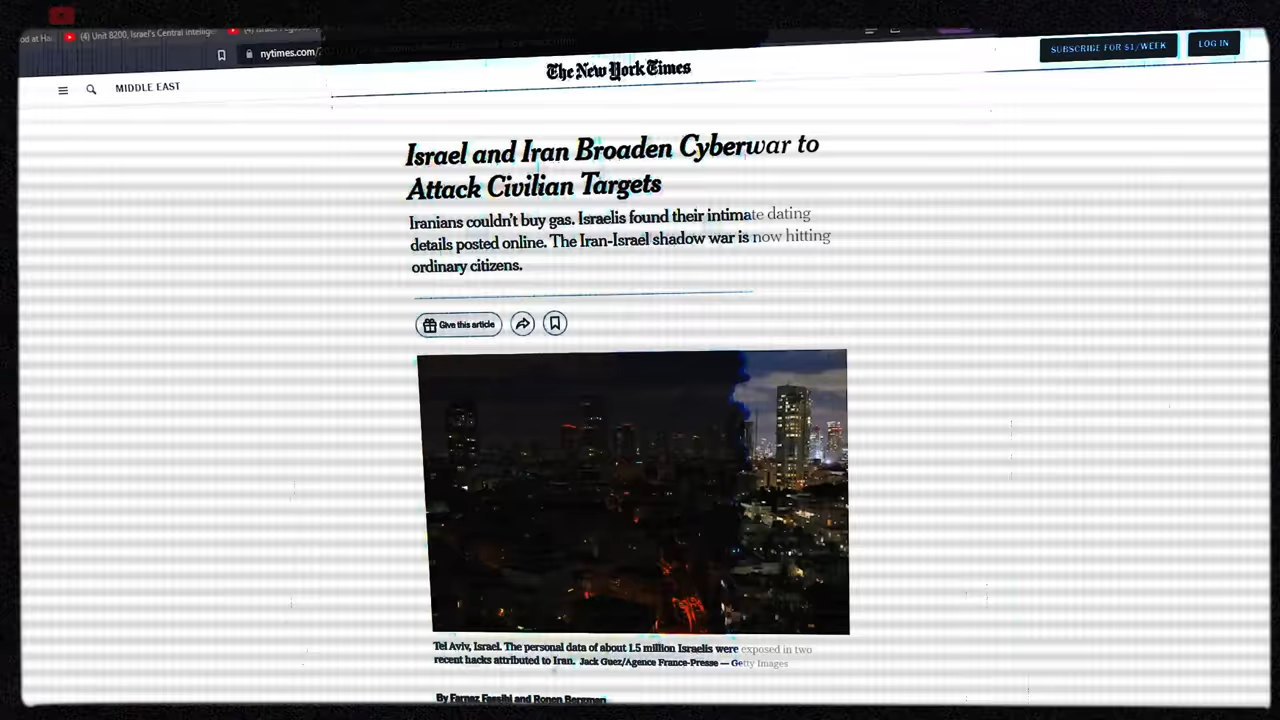 (4) Unit 8200, Israel's Central
nytimes.com/
The New York Times
SUBSCRIBE FOR $1/WEEK
LOG IN
MIDDLE EAST
Israel and Iran Broaden Cyberwar to
Attack Civilian Targets
Iranians couldn't buy gas. Israelis found their intimate dating
details posted online. The Iran-Israel shadow war is now hitting
ordinary citizens.
Give this article
Tel Aviv, Israel. The personal data of about 1.5 million Israelis were exposed in two
recent hacks attributed to Iran. Jack Guez/Agence France-Presse — Getty Images
By Farnaz Fassihi and Ronen Bergman